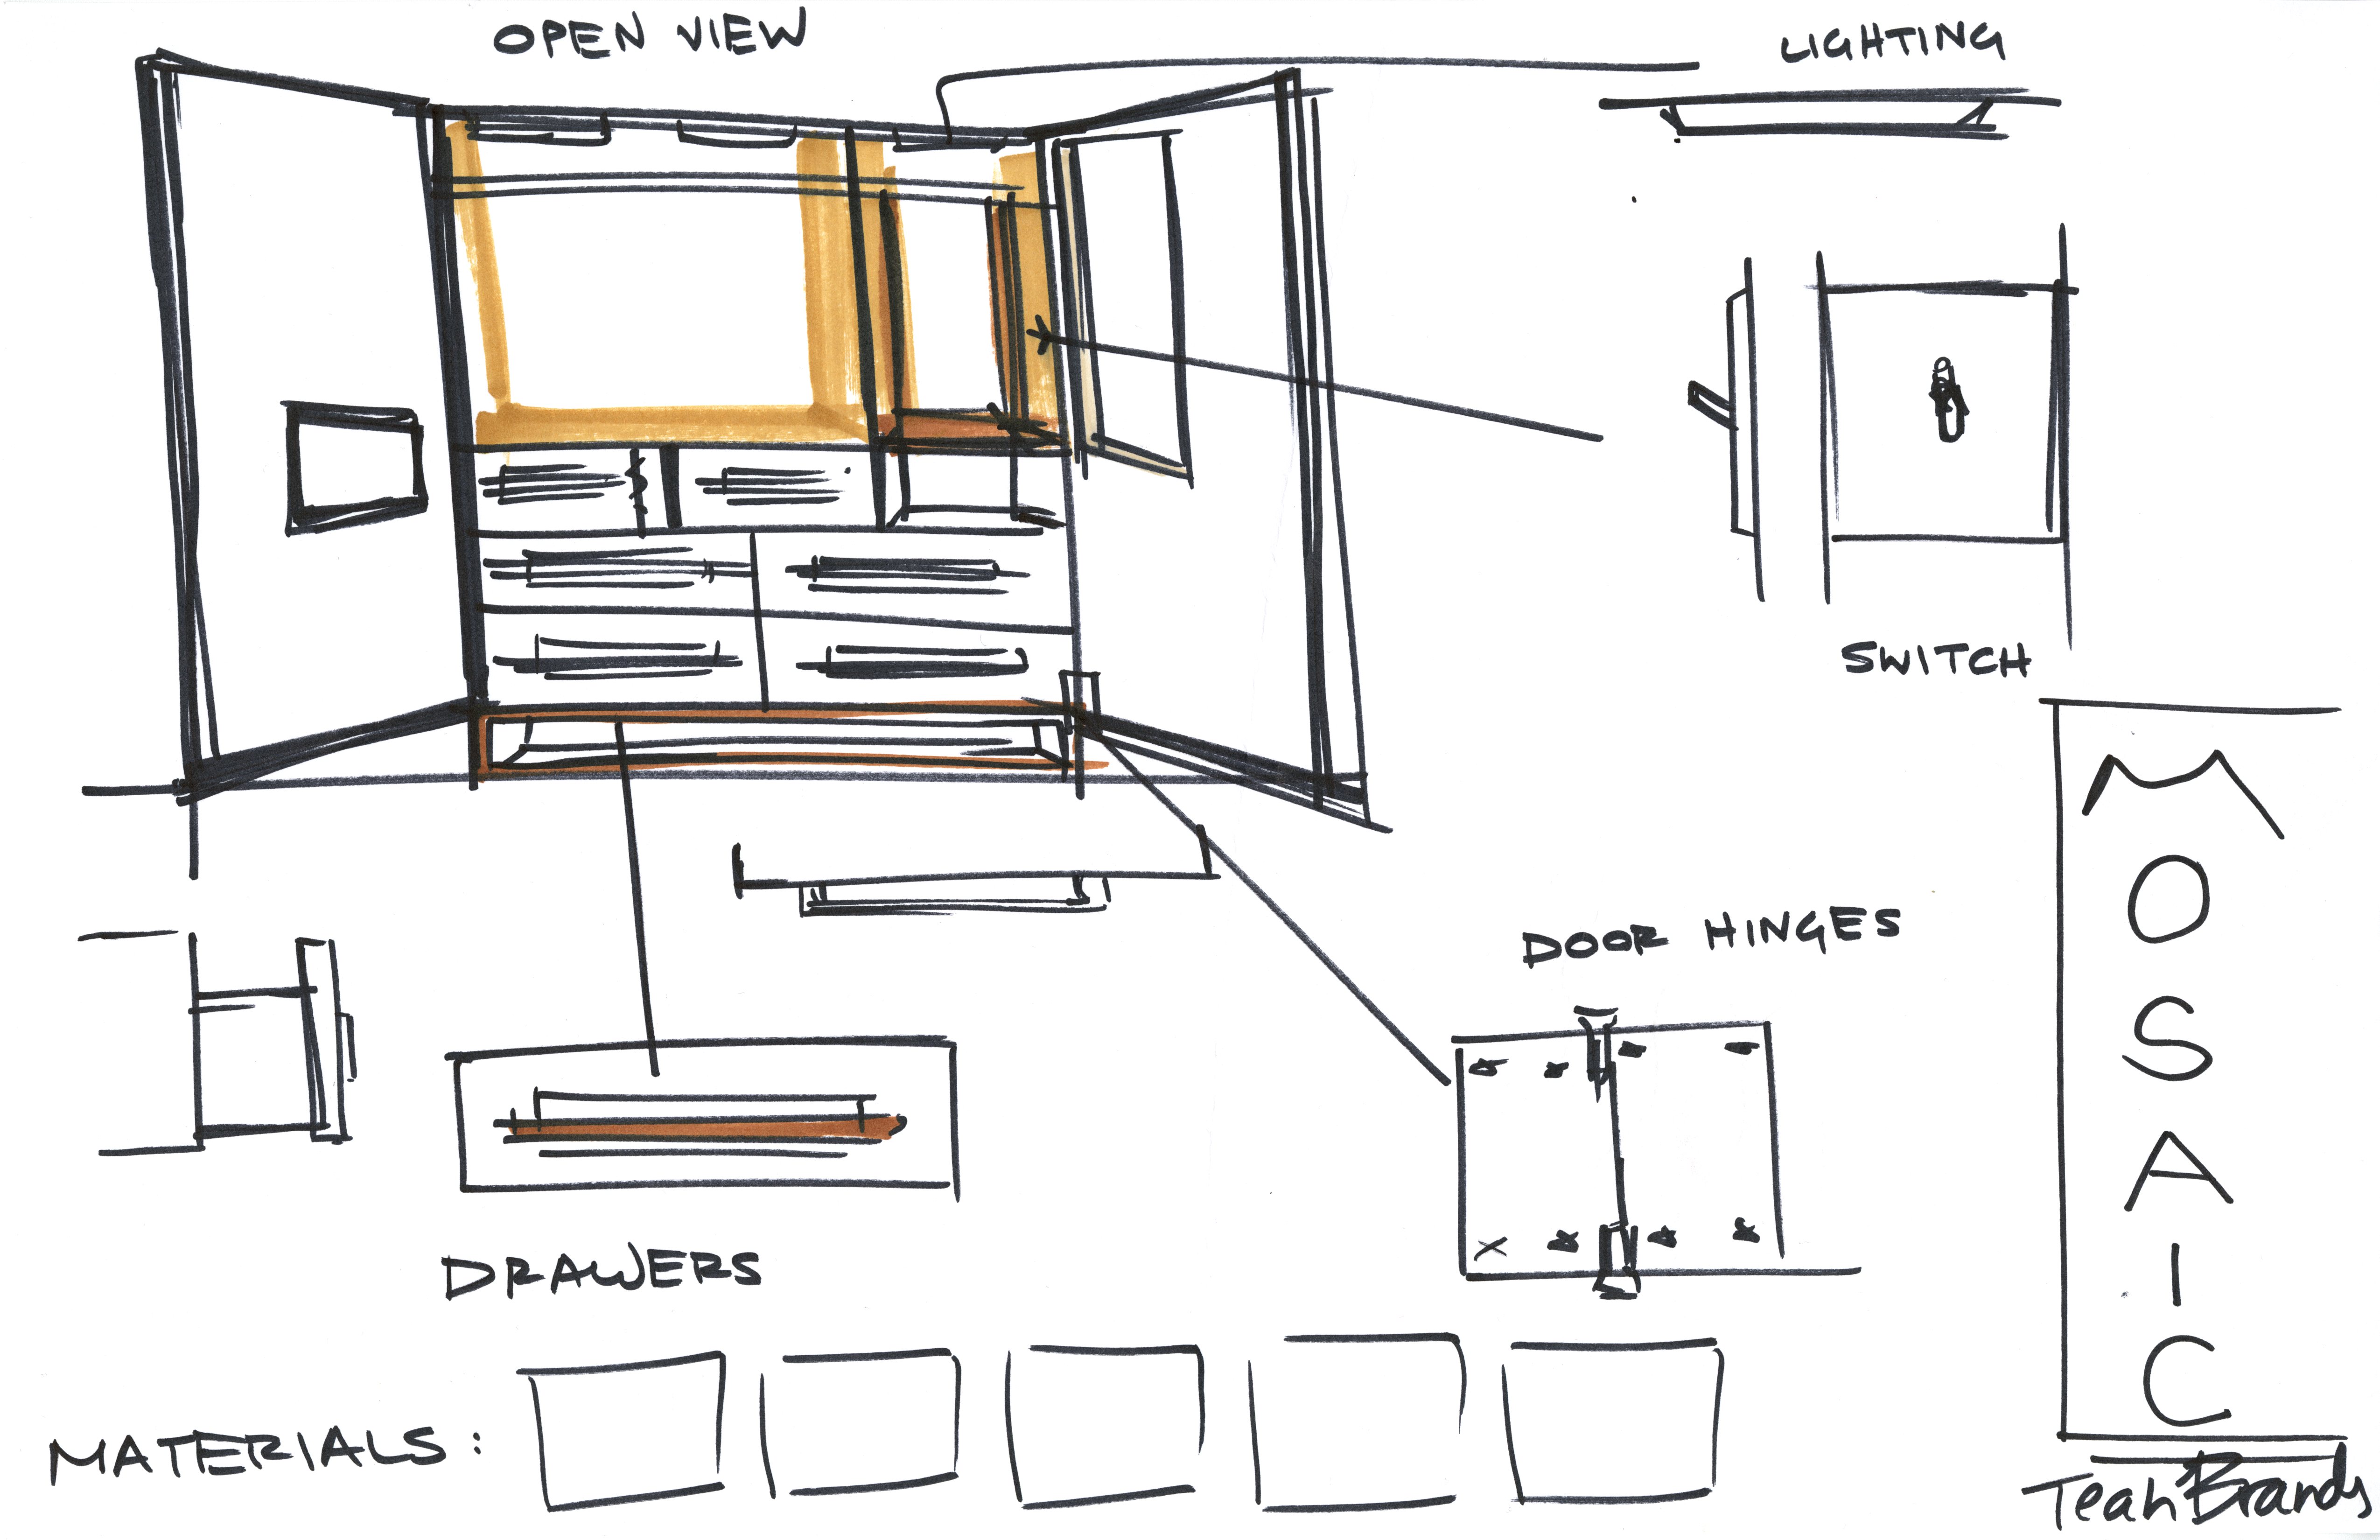 OPEN VIEW
LIGHTING
SWITCH
DOOR HINGES
DRAWERS
MATERIALS:
MOSAIC
Teah Brands